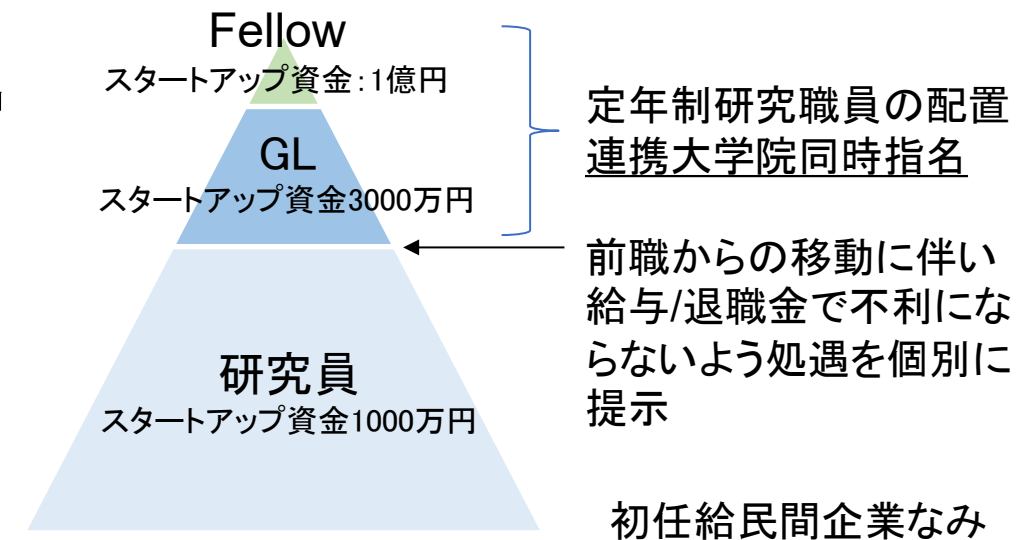 Fellow
スタートアップ資金：1億円
GL
スタートアップ資金3000万円
研究員
スタートアップ資金1000万円
定年制研究職員の配置
連携大学院同時指名
前職からの移動に伴い
給与/退職金で不利にな
らないよう処遇を個別に
提示
初任給民間企業なみ